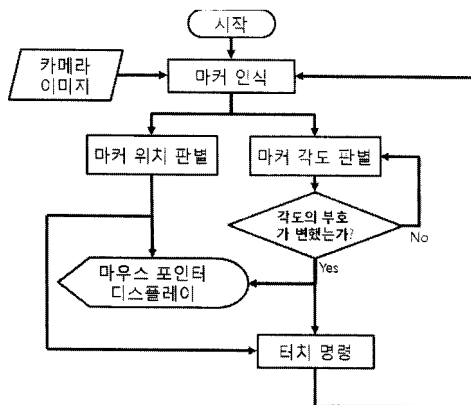 시작
카메라
이미지
마커 인식
마커 위치 판별
마커 각도 판별
각도의 부호
가 변했는가?
No
Yes
마우스 포인터
디스플레이
터치 명령